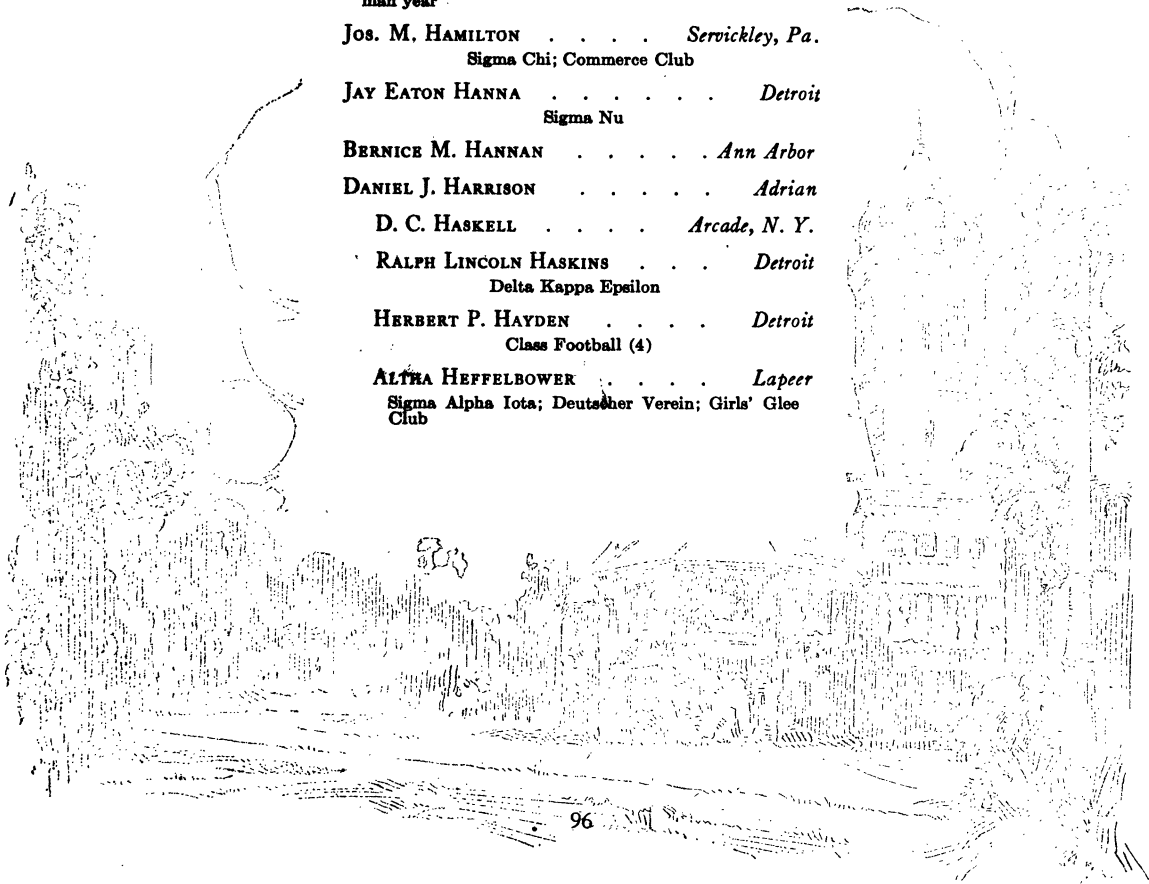 man year
Jos. M. Hamilton . . . . Servickley, Pa.
Sigma Chi; Commerce Club
Jay Eaton Hanna . . . . . . Detroit
Sigma Nu
Bernice M. Hannan . . . . . Ann Arbor
Daniel J. Harrison . . . . . Adrian
D. C. Haskell . . . . Arcade, N. Y.
Ralph Lincoln Haskins . . . Detroit
Delta Kappa Epsilon
Herbert P. Hayden . . . . Detroit
Class Football (4)
Altha Heffelbower . . . . Lapeer
Sigma Alpha Iota; Deutscher Verein; Girls' Glee
Club
96